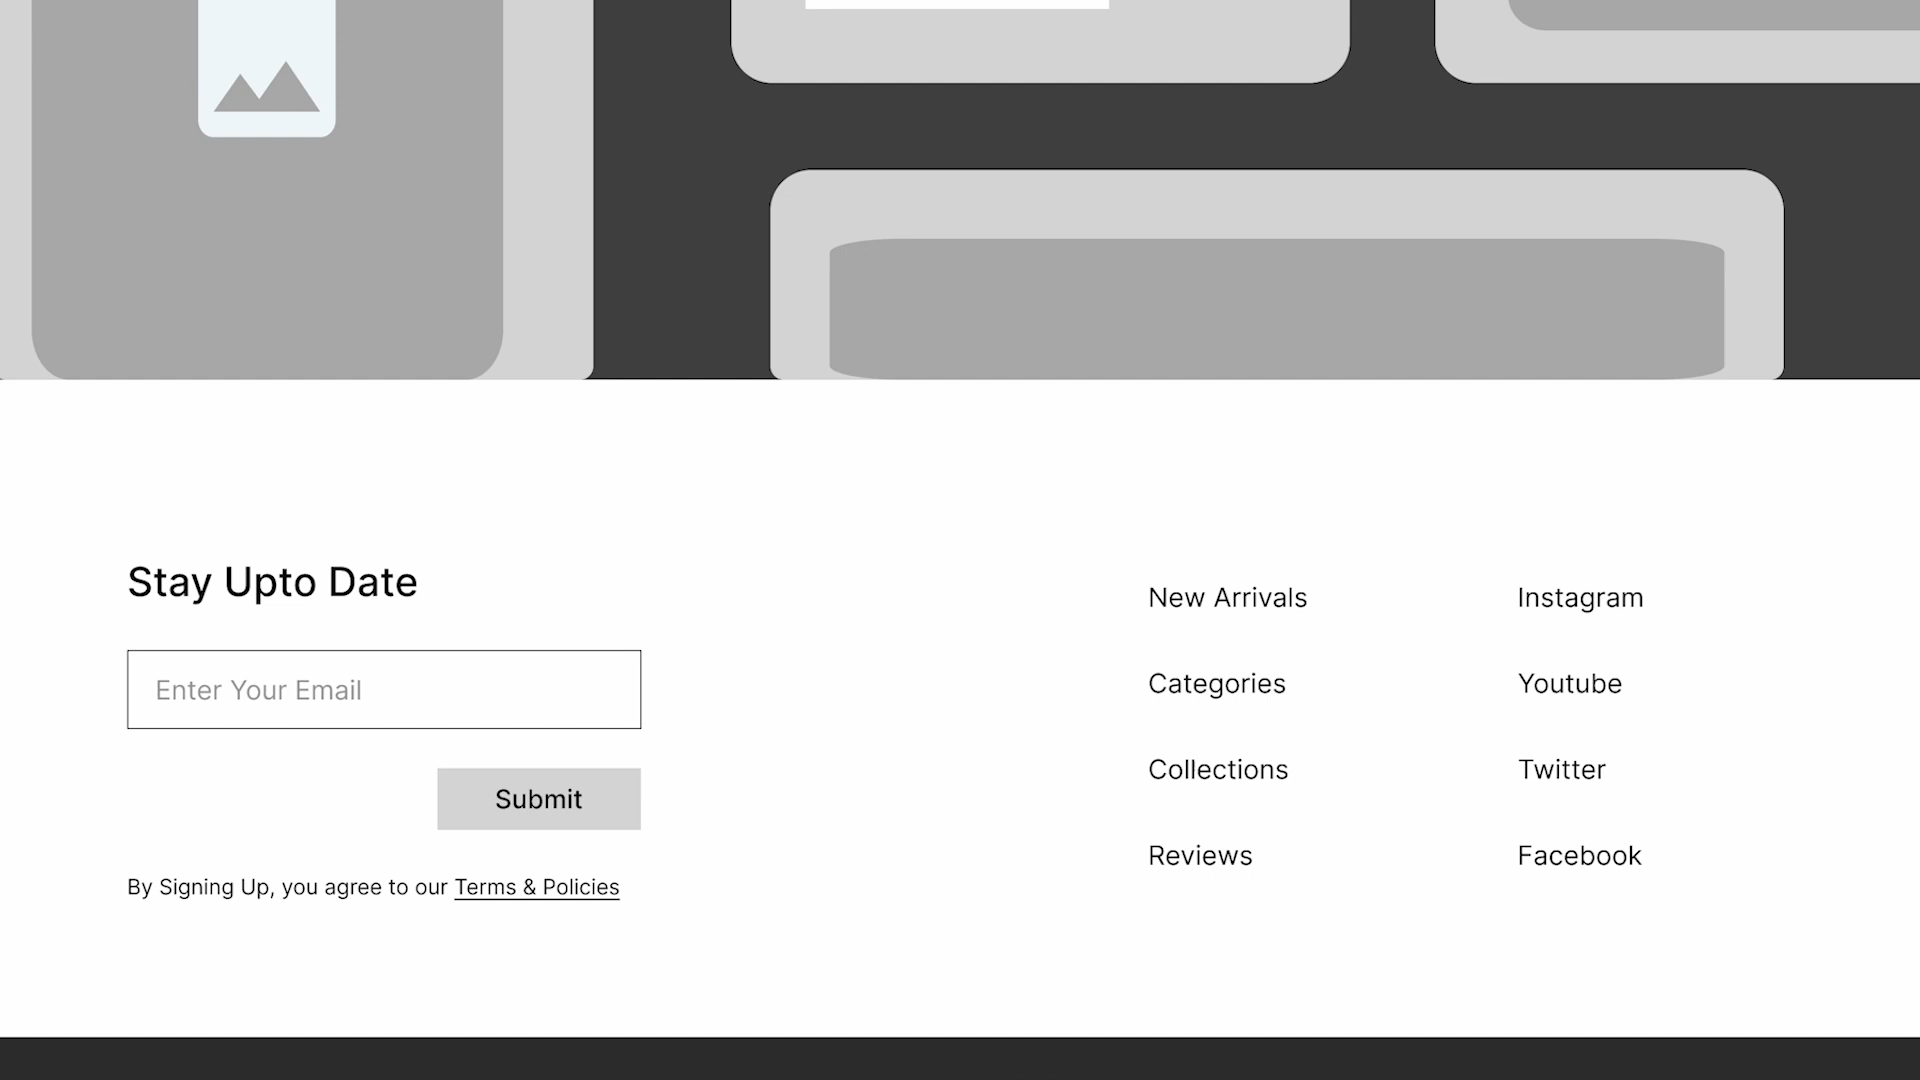 Stay Upto Date
Enter Your Email
Submit
By Signing Up, you agree to our Terms & Policies
New Arrivals
Categories
Collections
Reviews
Instagram
Youtube
Twitter
Facebook